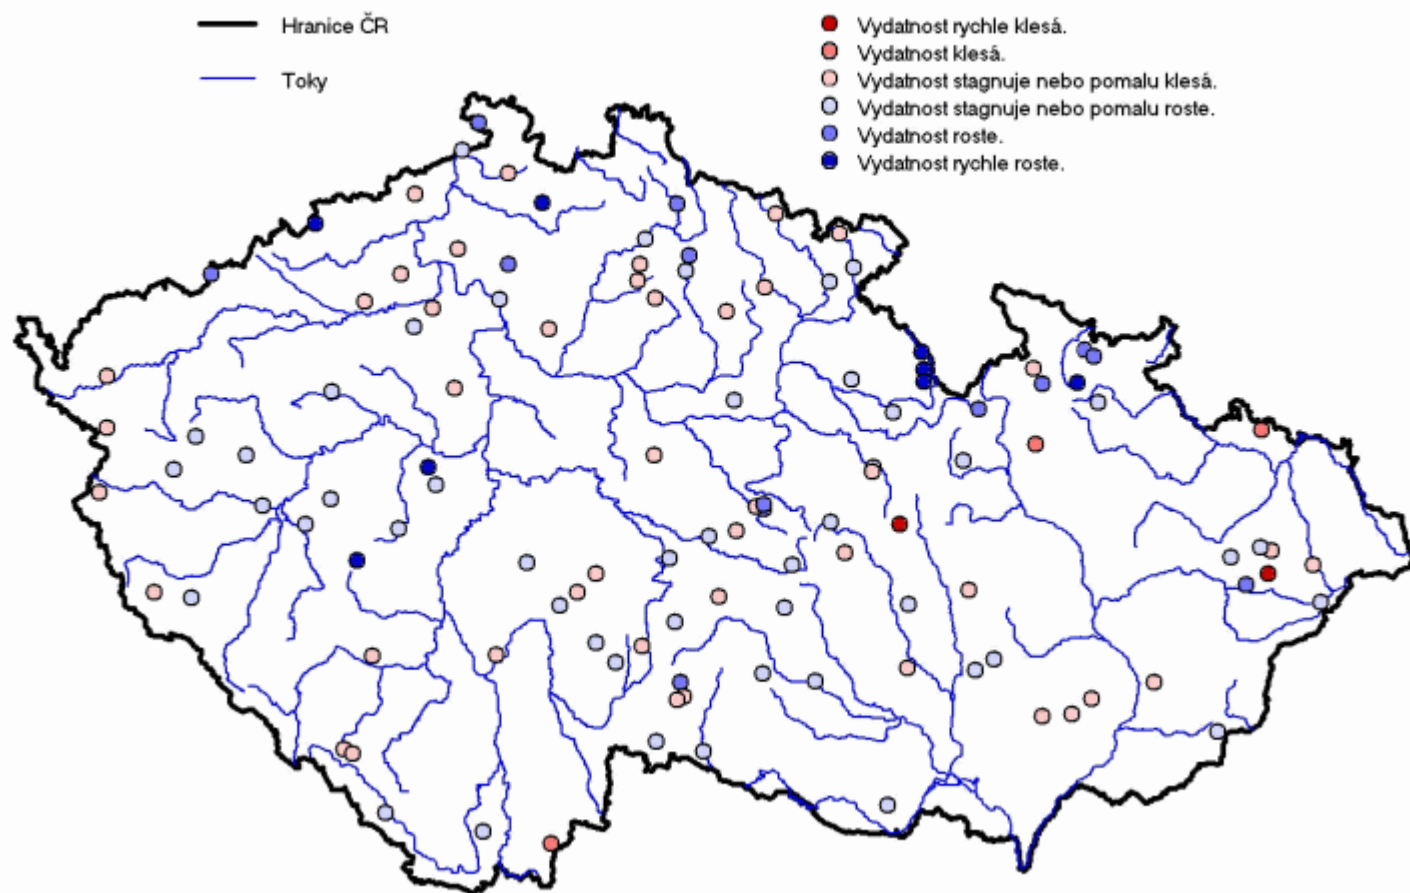 Hranice ČR
Toky
Vydatnost rychle klesá.
Vydatnost klesá.
Vydatnost stagnuje nebo pomalu klesá.
Vydatnost stagnuje nebo pomalu roste.
Vydatnost roste.
Vydatnost rychle roste.